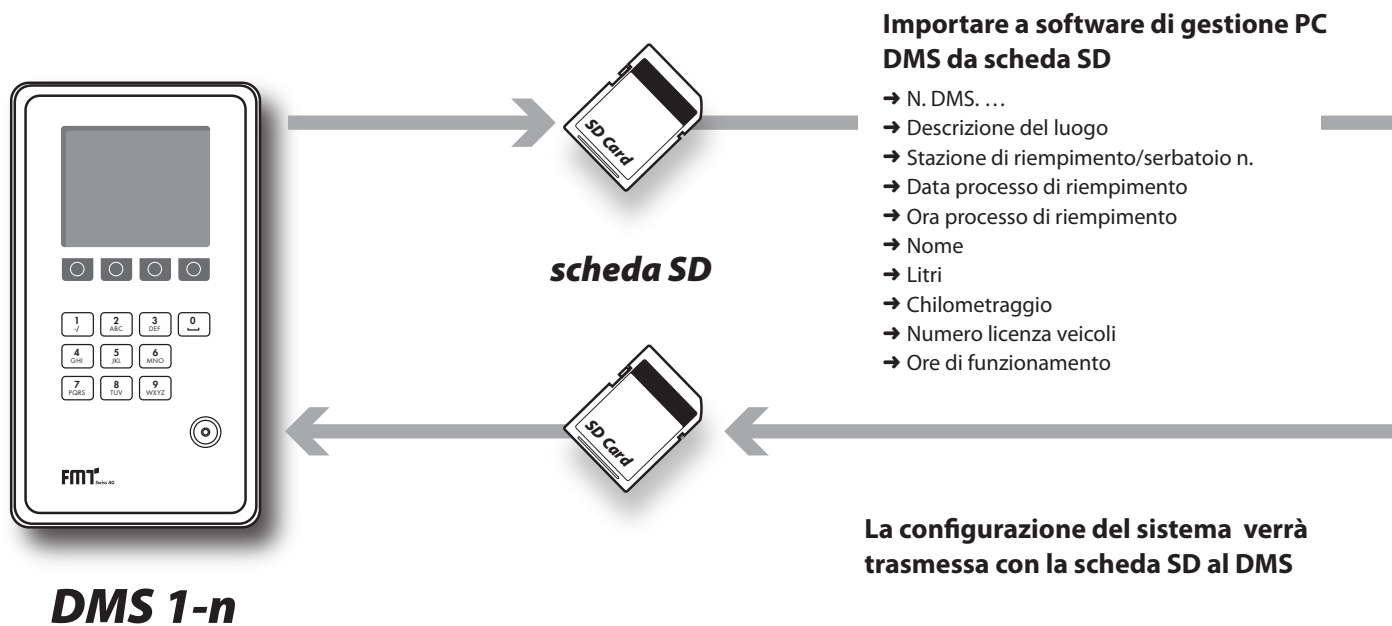 Importare a software di gestione PC
DMS da scheda SD
➜ N. DMS. …
➜ Descrizione del luogo
➜ Stazione di riempimento/serbatoio n.
➜ Data processo di riempimento
➜ Ora processo di riempimento
➜ Nome
➜ Litri
➜ Chilometraggio
➜ Numero licenza veicoli
➜ Ore di funzionamento
SD Card
scheda SD
1 2 3 0
-/ ABC DEF
4 5 6
GHI JKL MNO
7 8 9
PQRS TUV WXYZ
FMT Swiss AG
SD Card
La configurazione del sistema verrà
trasmessa con la scheda SD al DMS
DMS 1-n